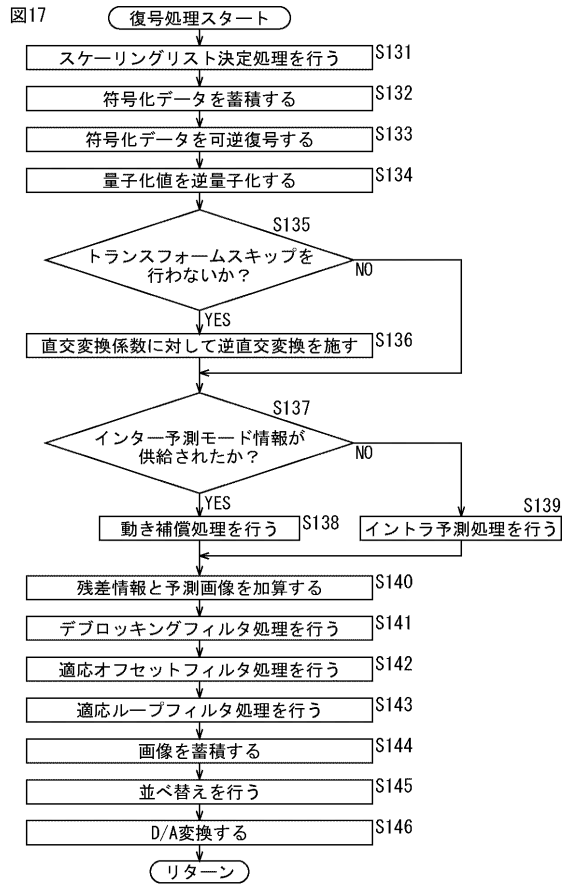 図17
復号処理スタート
スケーリングリスト決定処理を行う S131
符号化データを蓄積する S132
符号化データを可逆復号する S133
量子化値を逆量子化する S134
S135
トランスフォームスキップを
行わないか？
NO
YES
直交変換係数に対して逆直交変換を施す S136
S137
インター予測モード情報が
供給されたか？
NO
YES
動き補償処理を行う S138
S139
イントラ予測処理を行う
残差情報と予測画像を加算する S140
デブロッキングフィルタ処理を行う S141
適応オフセットフィルタ処理を行う S142
適応ループフィルタ処理を行う S143
画像を蓄積する S144
並べ替えを行う S145
D/A変換する S146
リターン